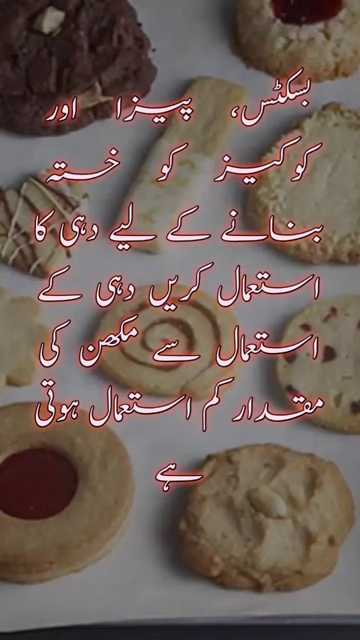 بسکٹس، پیزا اور
کوکیز کو خستہ
بنانے کے لیے دہی کا
استعمال کریں دہی کے
استعمال سے مکھن کی
مقدار کم استعمال ہوتی
ہے